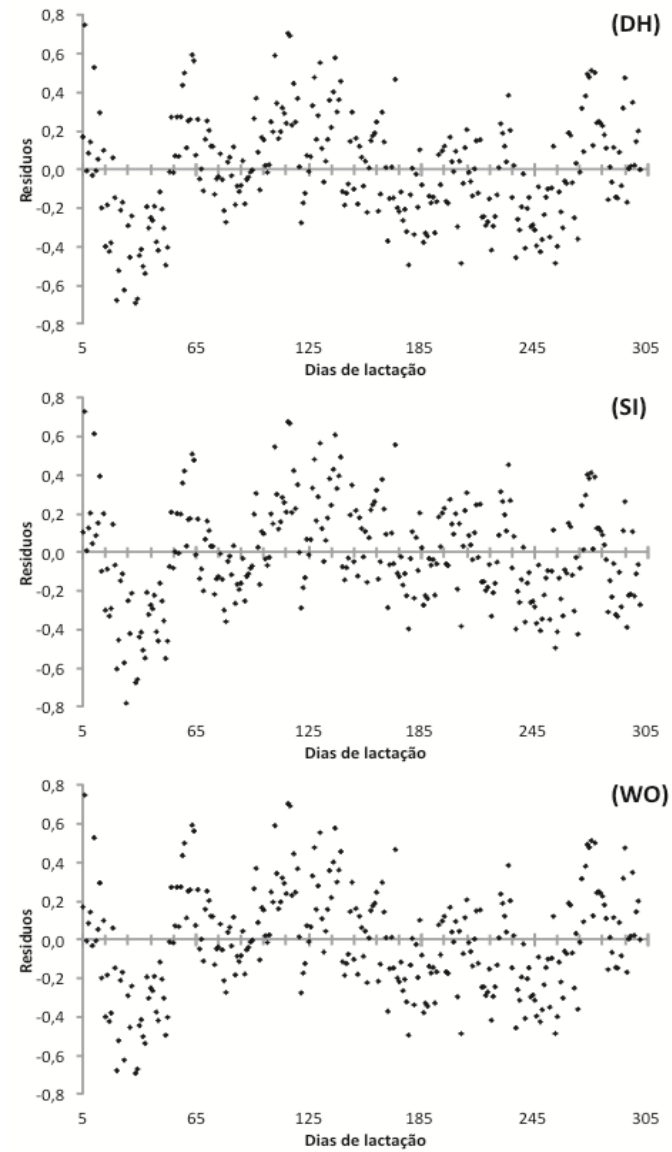 (DH)
0,8
0,6
0,4
0,2
0,0
-0,2
-0,4
-0,6
-0,8
Resíduos
5 65 125 185 245 305
Dias de lactação
(SI)
0,8
0,6
0,4
0,2
0,0
-0,2
-0,4
-0,6
-0,8
Resíduos
5 65 125 185 245 305
Dias de lactação
(WO)
0,8
0,6
0,4
0,2
0,0
-0,2
-0,4
-0,6
-0,8
Resíduos
5 65 125 185 245 305
Dias de lactação